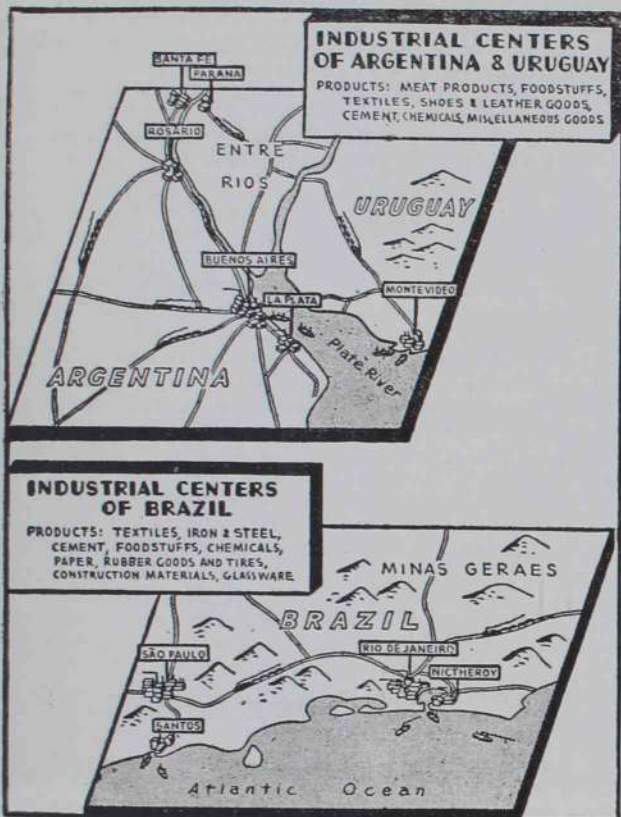 INDUSTRIAL CENTERS
OF ARGENTINA & URUGUAY
PRODUCTS: MEAT PRODUCTS, FOODSTUFFS,
TEXTILES, SHOES & LEATHER GOODS,
CEMENT, CHEMICALS, MISCELLANEOUS GOODS
SANTA FE
PARANA
ROSARIO
ENTRE
RIOS
URUGUAY
BUENOS AIRES
LA PLATA
MONTEVIDEO
Plate River
ARGENTINA
INDUSTRIAL CENTERS
OF BRAZIL
PRODUCTS: TEXTILES, IRON & STEEL,
CEMENT, FOODSTUFFS, CHEMICALS,
PAPER, RUBBER GOODS AND TIRES,
CONSTRUCTION MATERIALS, GLASSWARE
MINAS GERAES
BRAZIL
SÃO PAULO
RIO DE JANEIRO
NICTHEROY
SANTOS
Atlantic Ocean